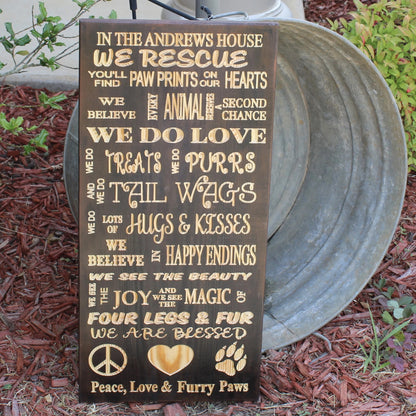 IN THE ANDREWS HOUSE
WE RESCUE
YOU'LL FIND PAW PRINTS ON OUR HEARTS
WE BELIEVE EVERY ANIMAL DESERVES A SECOND CHANCE
WE DO LOVE
WE DO TREATS WE DO PURRS
AND WE DO TAIL WAGS
WE DO LOTS OF HUGS & KISSES
WE BELIEVE IN HAPPY ENDINGS
WE SEE THE BEAUTY
WE SEE THE JOY AND WE SEE THE MAGIC OF
FOUR LEGS & FUR
WE ARE BLESSED
Peace, Love & Furry Paws